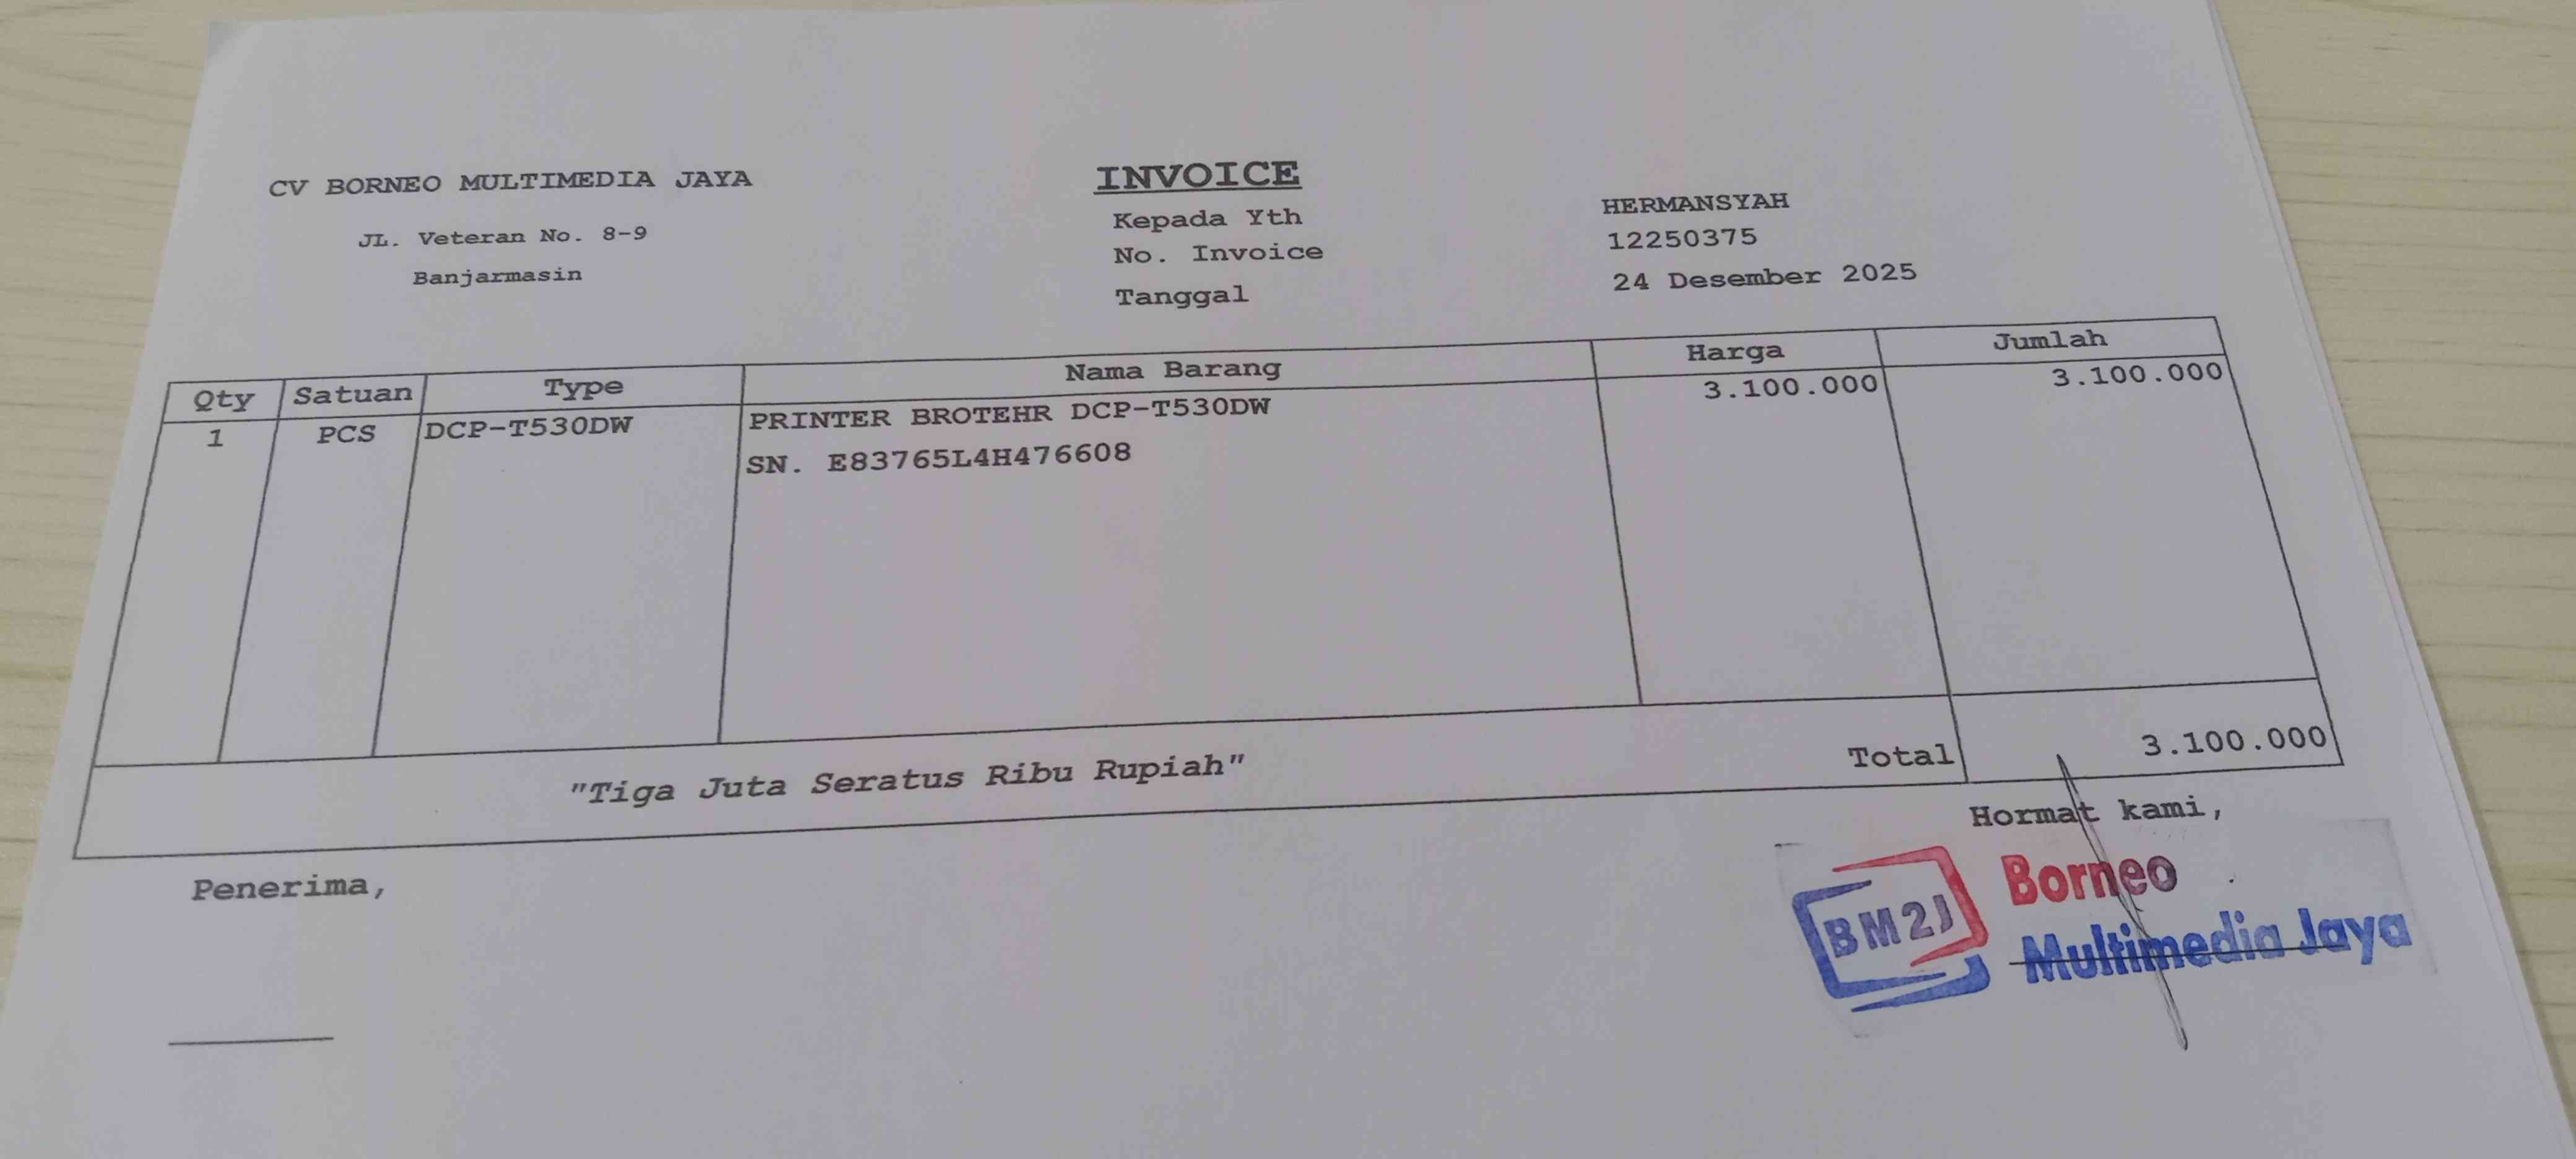 INVOICE
CV BORNEO MULTIMEDIA JAYA
JL. Veteran No. 8-9
Banjarmasin
Kepada Yth HERMANSYAH
No. Invoice 12250375
Tanggal 24 Desember 2025
Qty Satuan Type Nama Barang Harga Jumlah
1 PCS DCP-T530DW PRINTER BROTEHR DCP-T530DW 3.100.000 3.100.000
SN. E83765L4H476608
"Tiga Juta Seratus Ribu Rupiah" Total 3.100.000
Penerima,
Hormat kami,
BM2J
Borneo
Multimedia Jaya